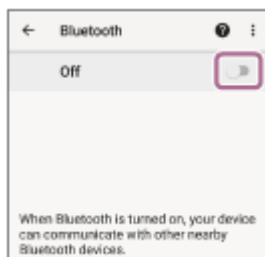 Bluetooth
Off
When Bluetooth is turned on, your device
can communicate with other nearby
Bluetooth devices.